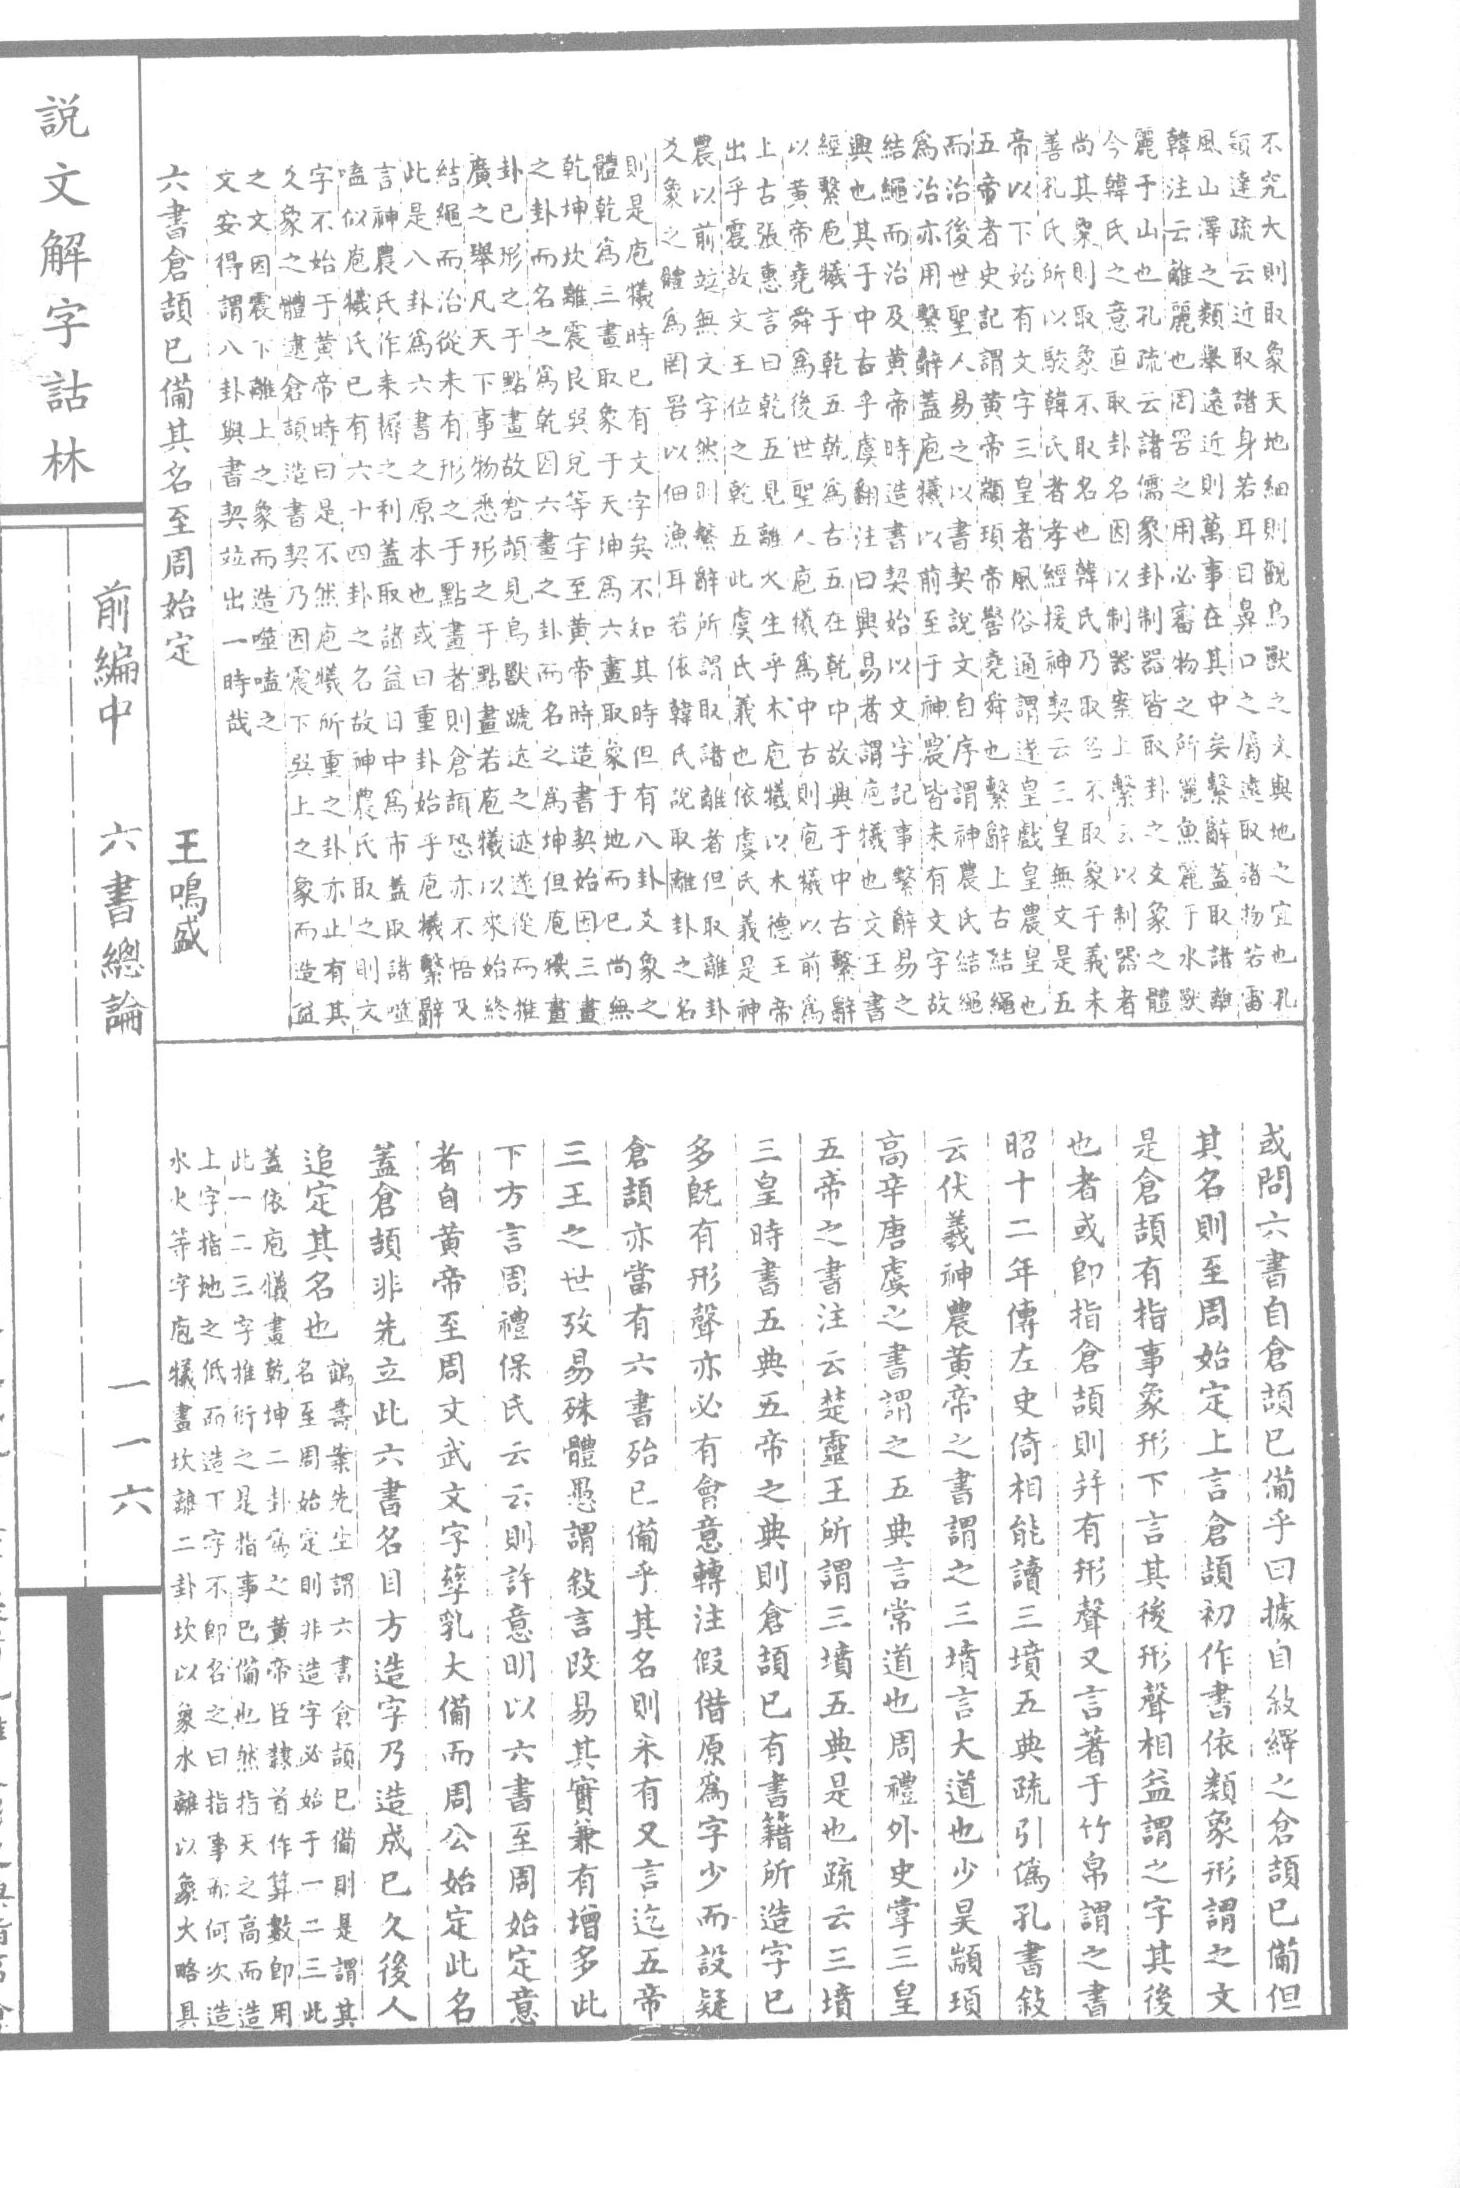 不究大則取象天地細則觀鳥獸之文與地之宜也孔
穎達疏云近取諸身若耳目鼻口之屬遠取諸物若雷
風山澤之類舉遠近則萬事在其中矣繫辭蓋取諸離
韓注云離麗也罔罟之用必審物之所麗魚麗于水獸
麗于山也孔疏云諸儒象卦制器皆取卦之爻象之體
今韓氏之意直取卦名因以制器案上繫云以制器者
尚其象則取象不取名也韓氏乃取名不取象于義未
善孔氏所以駮韓氏者孝經援神契云三皇無文是五
帝以下始有文字三皇者風俗通謂遂皇戲皇農皇也
五帝者史記謂黃帝顓頊帝嚳堯舜也繫辭上古結繩
而治後世聖人易之以書契說文自序謂神農氏結繩
爲治亦用繫辭蓋庖犧以前至于神農皆未有文字故
結繩而治及黃帝時造書契始以文字記事繫辭易之
興也其于中古乎虞翻注曰興易者謂庖犧也文王書
經繫庖犧于乾五乾爲古五在乾中故興于中古繫辭
以黃帝堯舜爲後世聖人庖犧爲中古則庖犧以前爲
上古張惠言曰乾五見離火生乎木庖犧以木德王帝
出乎震故文王位之乾五此虞氏義也依虞氏義是神
農以前竝無文字然則繫辭所謂取諸離者但取離卦
爻象之體爲罔罟以佃漁耳若依韓氏說取離卦之名
則是庖犧時已有文字矣不知其時但有八卦爻象之
體乾爲三畫取象于天坤爲六畫取象于地而已尚無
乾坤坎離震艮巽兌等字至黃帝時造書契始因三畫
之卦而名之爲乾因六畫之卦而名之爲坤但庖犧畫
卦已形之于點畫故倉頡見鳥獸蹏迒之迹遂從而推
廣之舉凡天下事物悉形之于點畫若庖犧以來始終
結繩而治從未有形之于點畫者則倉頡恐亦不悟及
此是八卦爲六書之原本也或曰重卦始乎庖犧繫辭
言神農氏作耒耨之利蓋取諸益日中爲市蓋取諸噬
嗑似庖犧氏已有六十四卦之名故神農氏取之則文
字不始于黃帝時曰是不然庖犧所重之卦亦止有其
爻象之體逮倉頡造書契乃因震下巽上之象而造益
之文因震下離上之象而造噬嗑之
文安得謂八卦與書契竝出一時哉
六書倉頡已備其名至周始定
王鳴盛
或問六書自倉頡已備乎曰據自敘繹之倉頡已備但
其名則至周始定上言倉頡初作書依類象形謂之文
是倉頡有指事象形下言其後形聲相益謂之字其後
也者或卽指倉頡則幷有形聲又言著于竹帛謂之書
昭十二年傳左史倚相能讀三墳五典疏引僞孔書敍
云伏羲神農黃帝之書謂之三墳言大道也少昊顓頊
高辛唐虞之書謂之五典言常道也周禮外史掌三皇
五帝之書注云楚靈王所謂三墳五典是也疏云三墳
三皇時書五典五帝之典則倉頡已有書籍所造字已
多旣有形聲亦必有會意轉注假借原爲字少而設疑
倉頡亦當有六書殆已備乎其名則未有又言迄五帝
三王之世攷易殊體愚謂敍言改易其實兼有增多此
下方言周禮保氏云云則許意明以六書至周始定意
者自黃帝至周文武文字孳乳大備而周公始定此名
蓋倉頡非先立此六書名目方造字乃造成已久後人
追定其名也
鶴壽案先生謂六書倉頡已備則是謂其
名至周始定則非造字必始于一二三此
蓋依庖犧畫乾坤二卦爲之黃帝臣隸首作算數卽用
此一二三字推衍之是指事已備也然指天之高而造
上字指地之低而造丅字不卽名之曰指事而何次造
水火等字庖犧畫坎離二卦坎以象水離以象火略具
說文解字詁林
前編中
六書總論
一一六